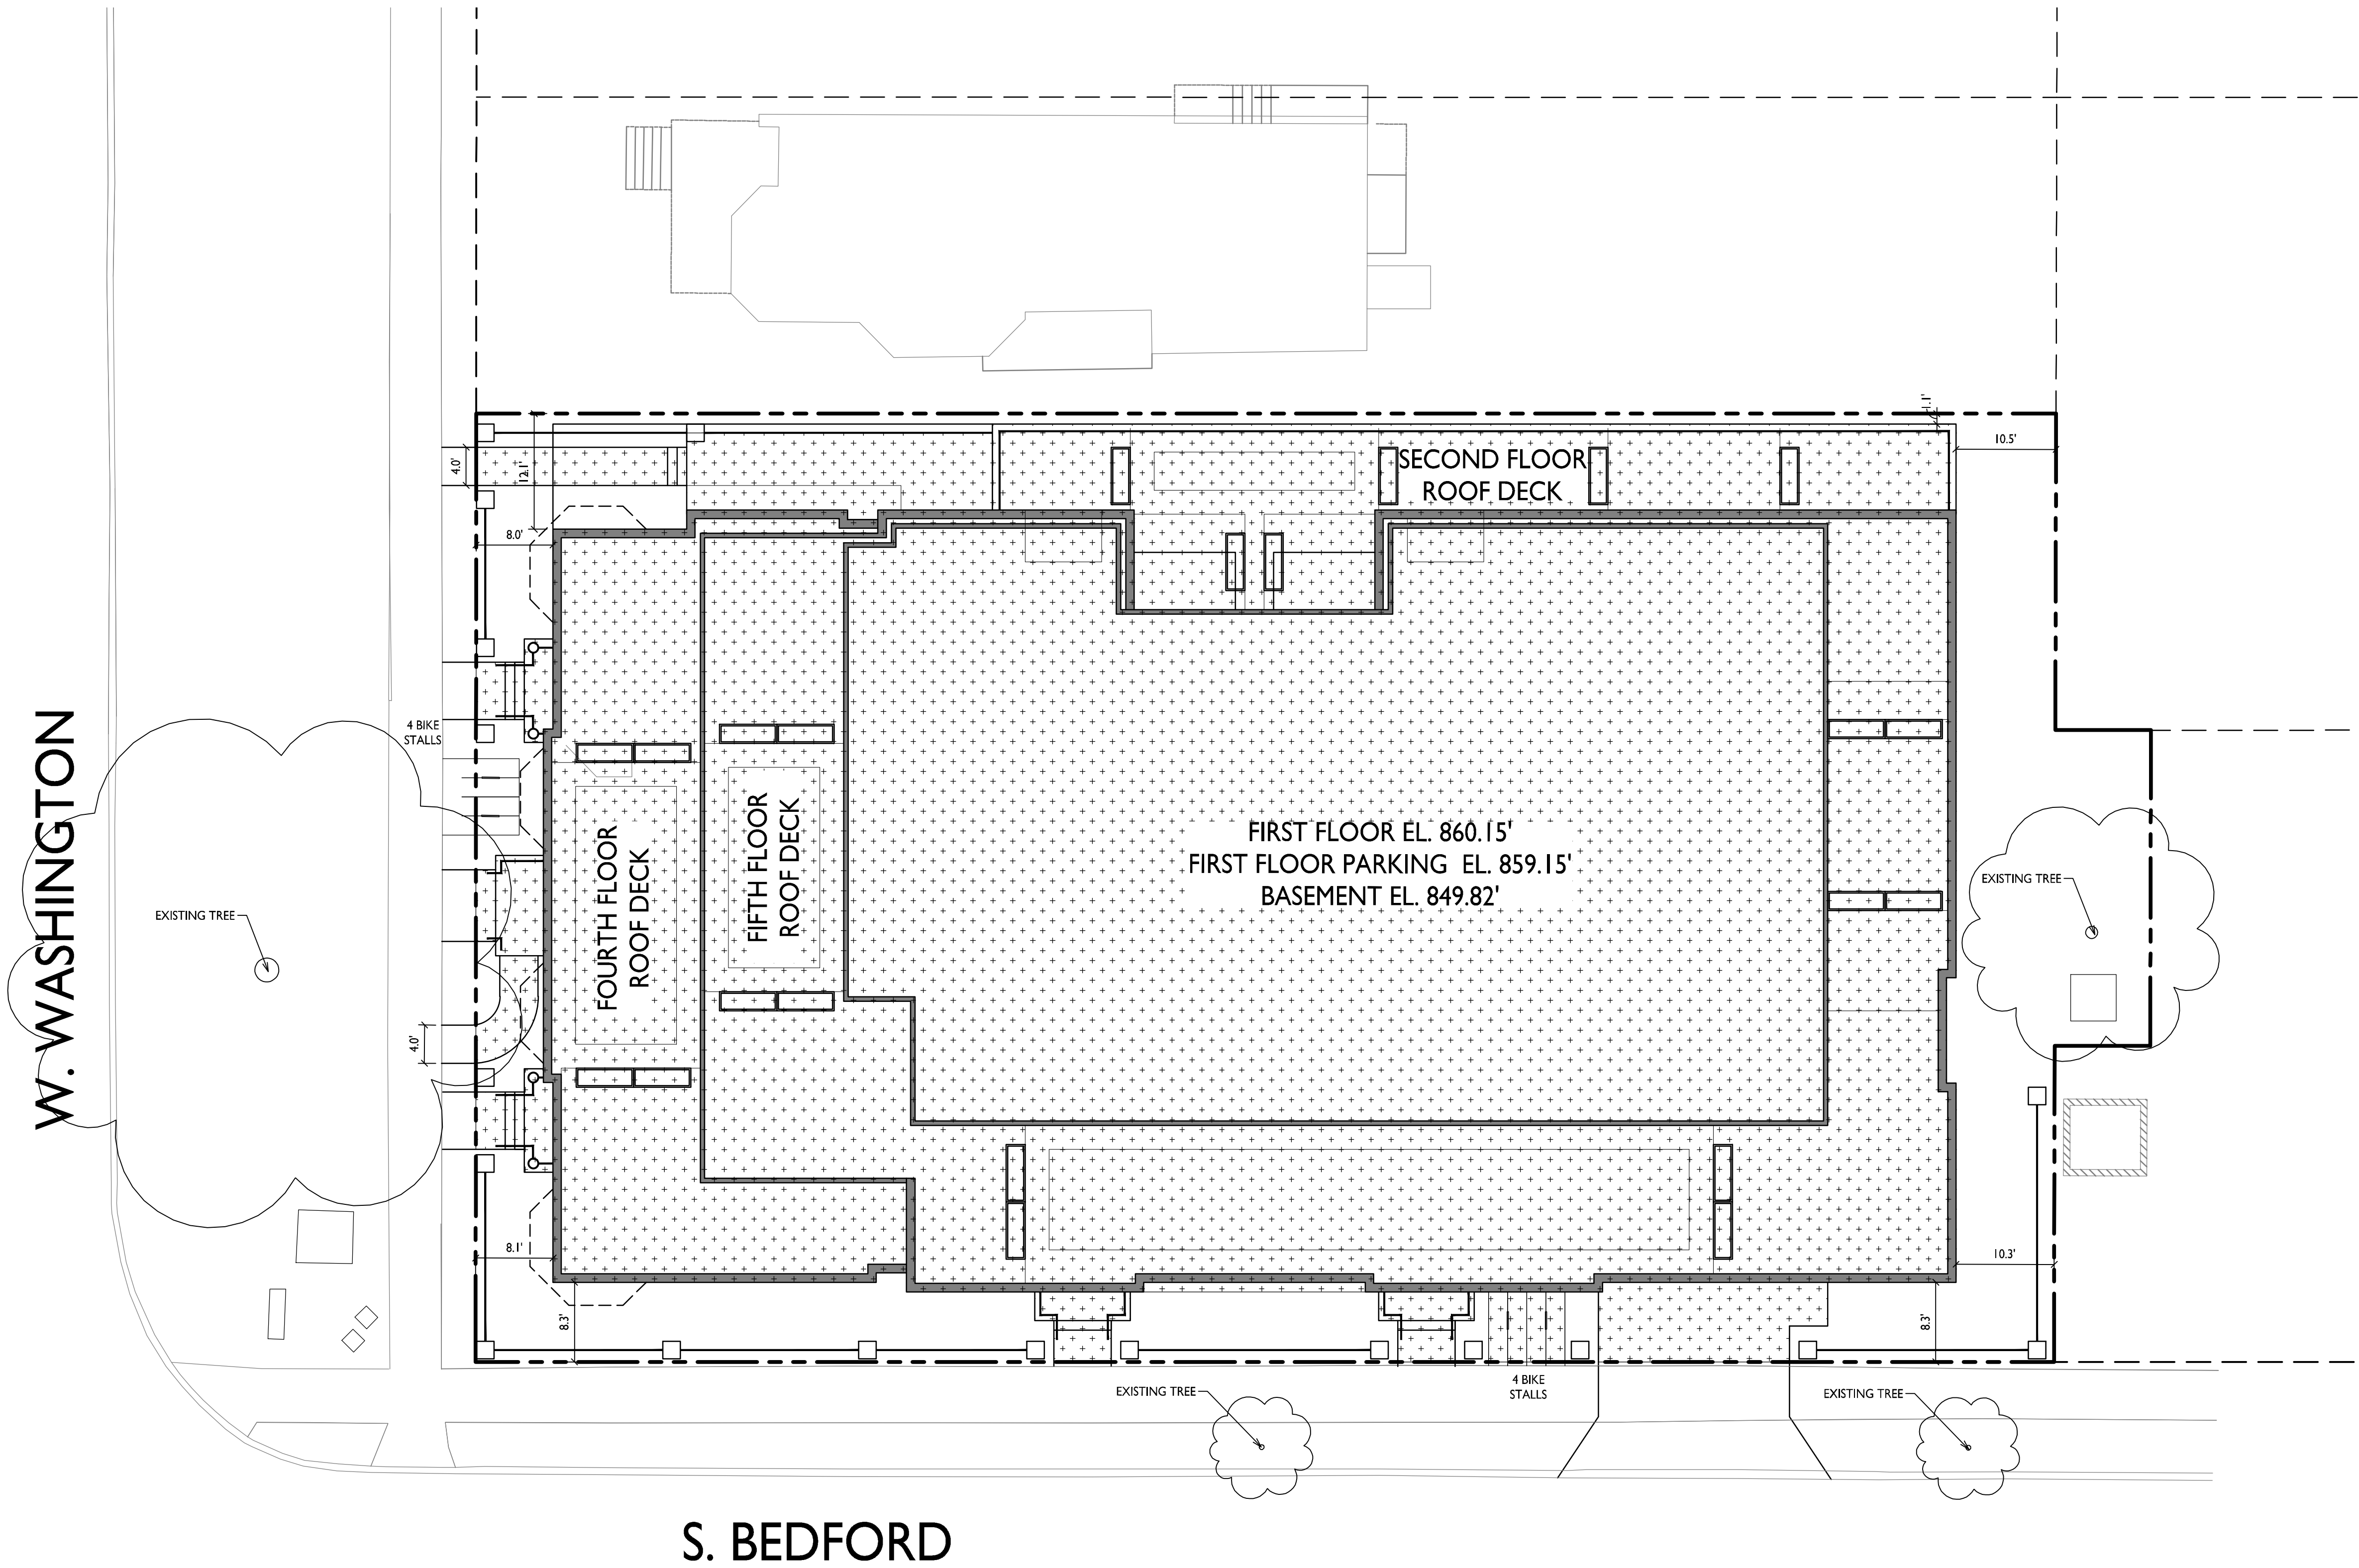 1.1'
10.5'
SECOND FLOOR
ROOF DECK
4.0'
12.1'
8.0'
4 BIKE
STALLS
W. WASHINGTON
EXISTING TREE
FOURTH FLOOR
ROOF DECK
FIFTH FLOOR
ROOF DECK
FIRST FLOOR EL. 860.15'
FIRST FLOOR PARKING EL. 859.15'
BASEMENT EL. 849.82'
EXISTING TREE
4.0'
8.1'
10.3'
8.3'
8.3'
4 BIKE
STALLS
EXISTING TREE
EXISTING TREE
S. BEDFORD